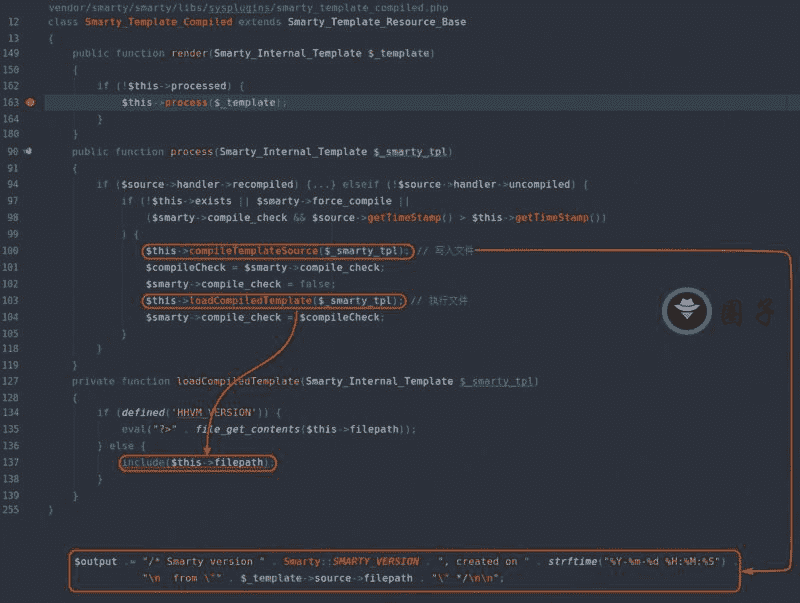 vendor/smarty/smarty/libs/sysplugins/smarty_template_compiled.php
12 class Smarty_Template_Compiled extends Smarty_Template_Resource_Base
13 {
149 public function render(Smarty_Internal_Template $_template)
150 {
162 if (!$this->processed) {
163 $this->process($_template);
164 }
180 }
90 public function process(Smarty_Internal_Template $_smarty_tpl)
91 {
94 if ($source->handler->recompiled) {...} elseif (!$source->handler->uncompiled) {
97 if (!$this->exists || $smarty->force_compile ||
98 ($smarty->compile_check && $source->getTimeStamp() > $this->getTimeStamp())
99 ) {
100 $this->compileTemplateSource($_smarty_tpl); // 写入文件
101 $compileCheck = $smarty->compile_check;
102 $smarty->compile_check = false;
103 $this->loadCompiledTemplate($_smarty_tpl); // 执行文件
104 $smarty->compile_check = $compileCheck;
105 }
118 }
119 }
127 private function loadCompiledTemplate(Smarty_Internal_Template $_smarty_tpl)
128 {
134 if (defined('HHVM_VERSION')) {
135 eval("?>" . file_get_contents($this->filepath));
136 } else {
137 include($this->filepath);
138 }
139 }
255 }
圈子
$output .= "/* Smarty version " . Smarty::SMARTY_VERSION . ", created on " . strftime("%Y-%m-%d %H:%M:%S") .
"\n from \"" . $_template->source->filepath . "\" */\n\n";